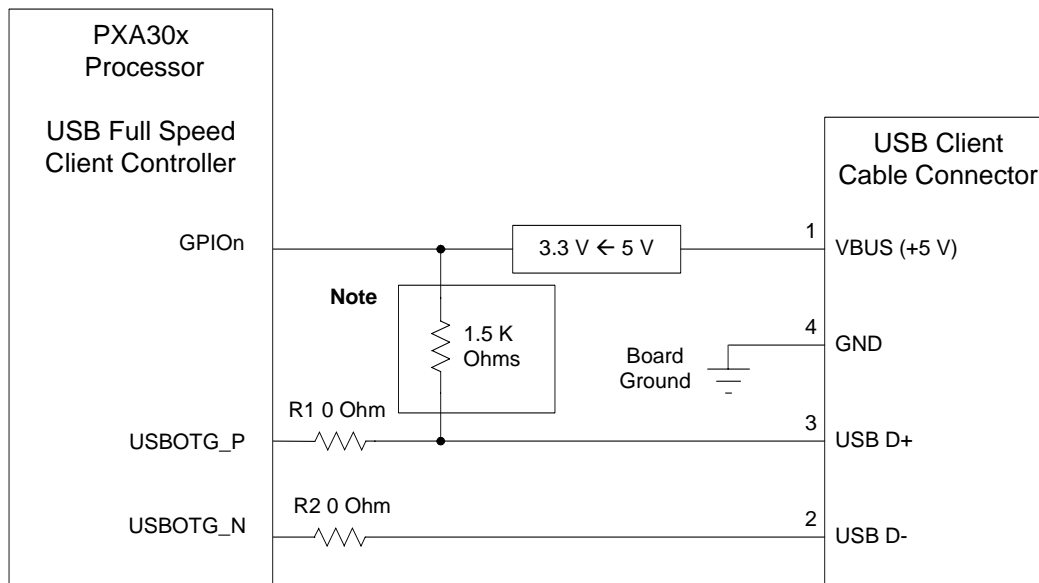 PXA30x
Processor
USB Full Speed
Client Controller
USB Client
Cable Connector
GPIOn
3.3 V ← 5 V
1
VBUS (+5 V)
Note
1.5 K
Ohms
4
GND
Board
Ground
R1 0 Ohm
USBOTG_P
3
USB D+
R2 0 Ohm
USBOTG_N
2
USB D-